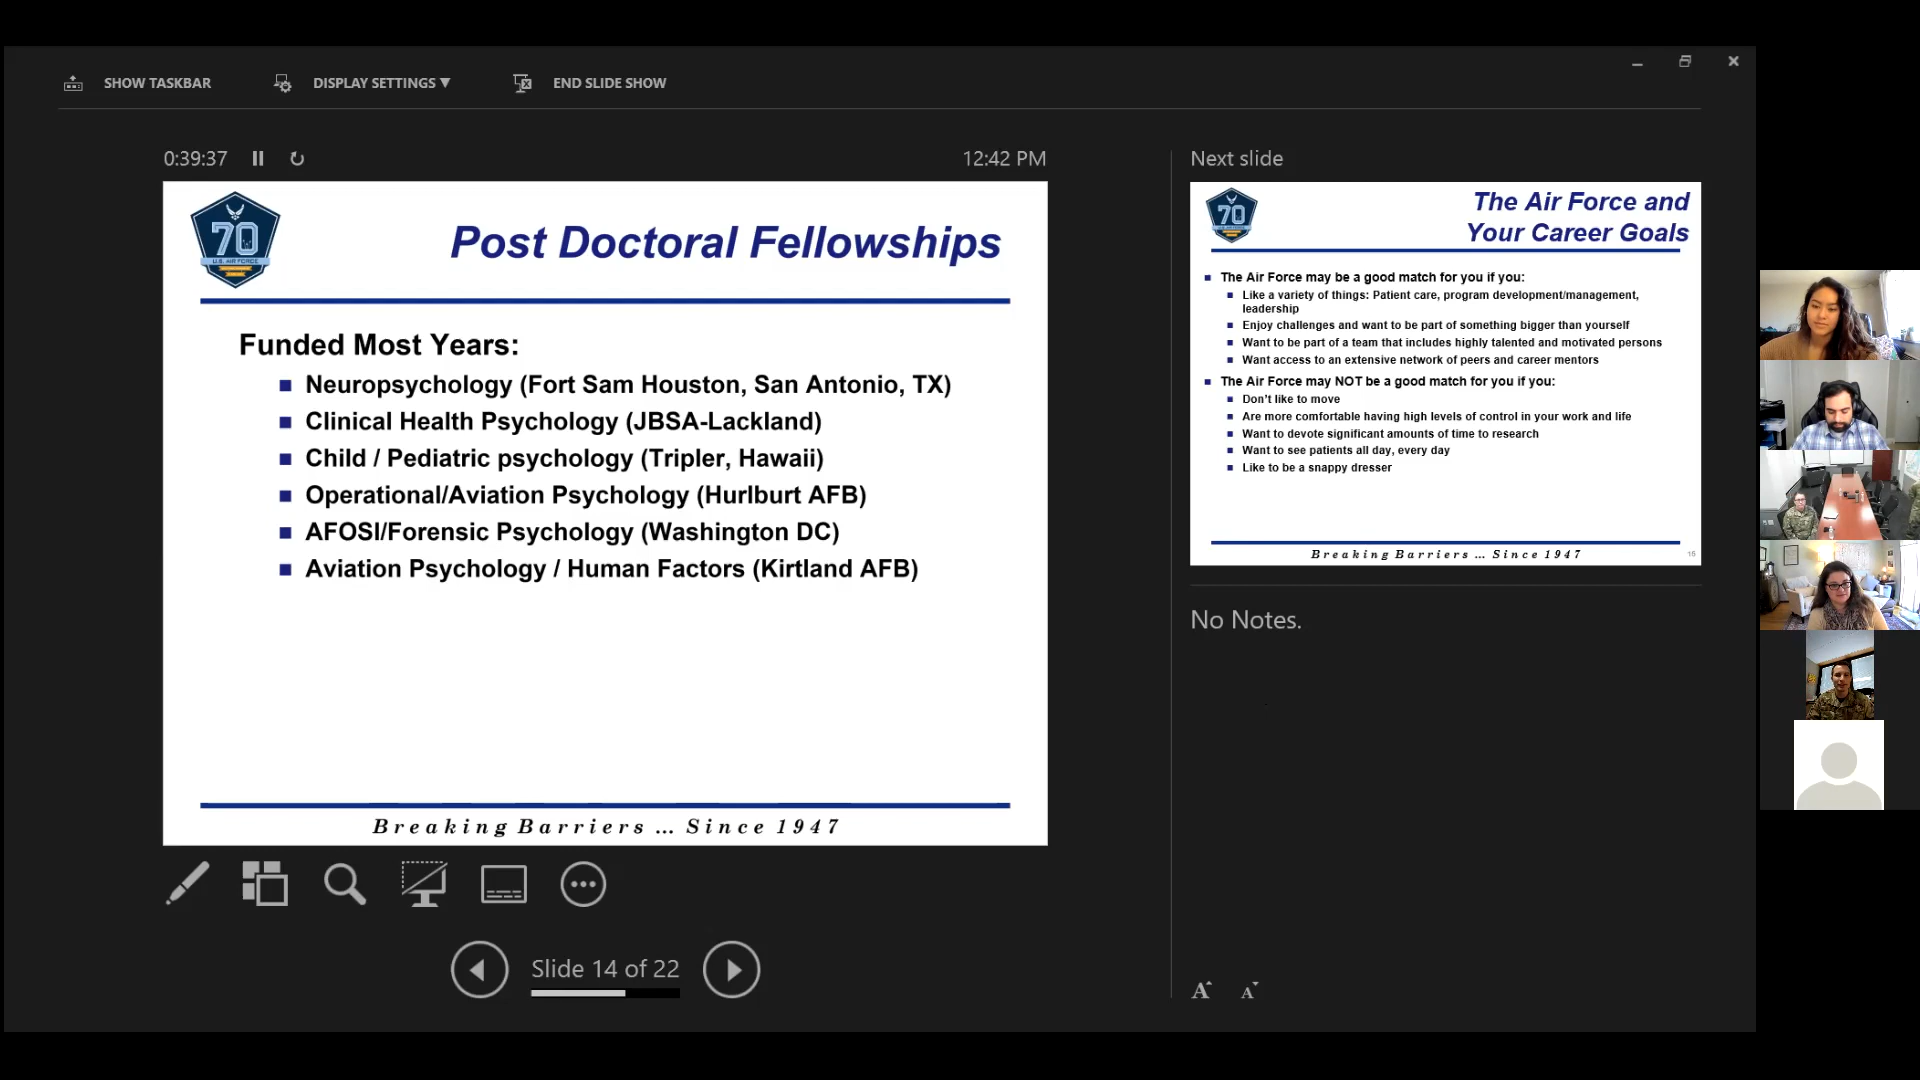 SHOW TASKBAR
DISPLAY SETTINGS ▼
END SLIDE SHOW
0:39:37
12:42 PM
70
U.S. AIR FORCE
Post Doctoral Fellowships
Funded Most Years:
Neuropsychology (Fort Sam Houston, San Antonio, TX)
Clinical Health Psychology (JBSA-Lackland)
Child / Pediatric psychology (Tripler, Hawaii)
Operational/Aviation Psychology (Hurlburt AFB)
AFOSI/Forensic Psychology (Washington DC)
Aviation Psychology / Human Factors (Kirtland AFB)
Breaking Barriers ... Since 1947
Slide 14 of 22
Next slide
70
The Air Force and
Your Career Goals
The Air Force may be a good match for you if you:
Like a variety of things: Patient care, program development/management,
leadership
Enjoy challenges and want to be part of something bigger than yourself
Want to be part of a team that includes highly talented and motivated persons
Want access to an extensive network of peers and career mentors
The Air Force may NOT be a good match for you if you:
Don't like to move
Are more comfortable having high levels of control in your work and life
Want to devote significant amounts of time to research
Want to see patients all day, every day
Like to be a snappy dresser
Breaking Barriers ... Since 1947
16
No Notes.
A A